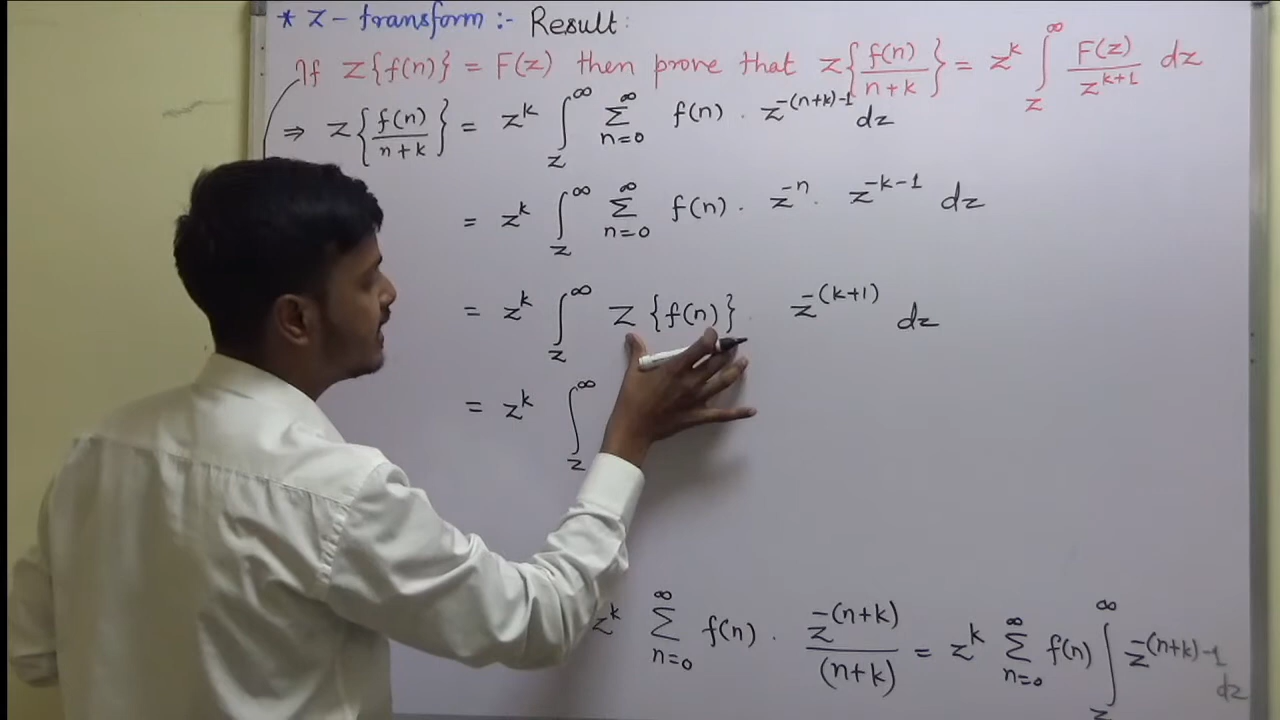 * Z - transform :- Result:
If Z{f(n)} = F(z) then prove that Z{f(n)/(n+k)} = z^k ∫_z^∞ F(z)/z^{k+1} dz
⇒ Z{f(n)/(n+k)} = z^k ∫_z^∞ Σ_{n=0}^∞ f(n) . z^{-(n+k)-1} dz
= z^k ∫_z^∞ Σ_{n=0}^∞ f(n) . z^{-n} . z^{-k-1} dz
= z^k ∫_z^∞ Z{f(n)} z^{-(k+1)} dz
= z^k ∫_z^∞
z^k Σ_{n=0}^∞ f(n) . z^{-(n+k)}/(n+k) = z^k Σ_{n=0}^∞ f(n) ∫_z^∞ z^{-(n+k)-1} dz